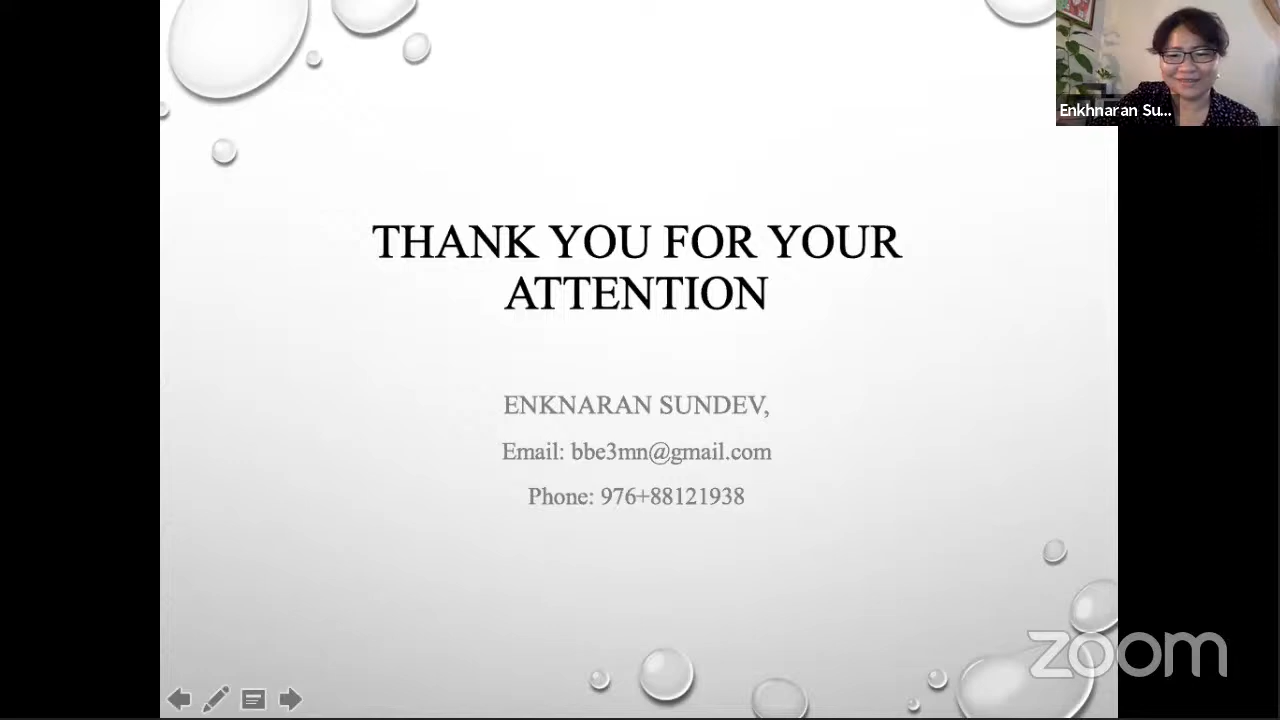 Enkhnaran Su...
THANK YOU FOR YOUR
ATTENTION
ENKNARAN SUNDEV,
Email: bbe3mn@gmail.com
Phone: 976+88121938
zoom